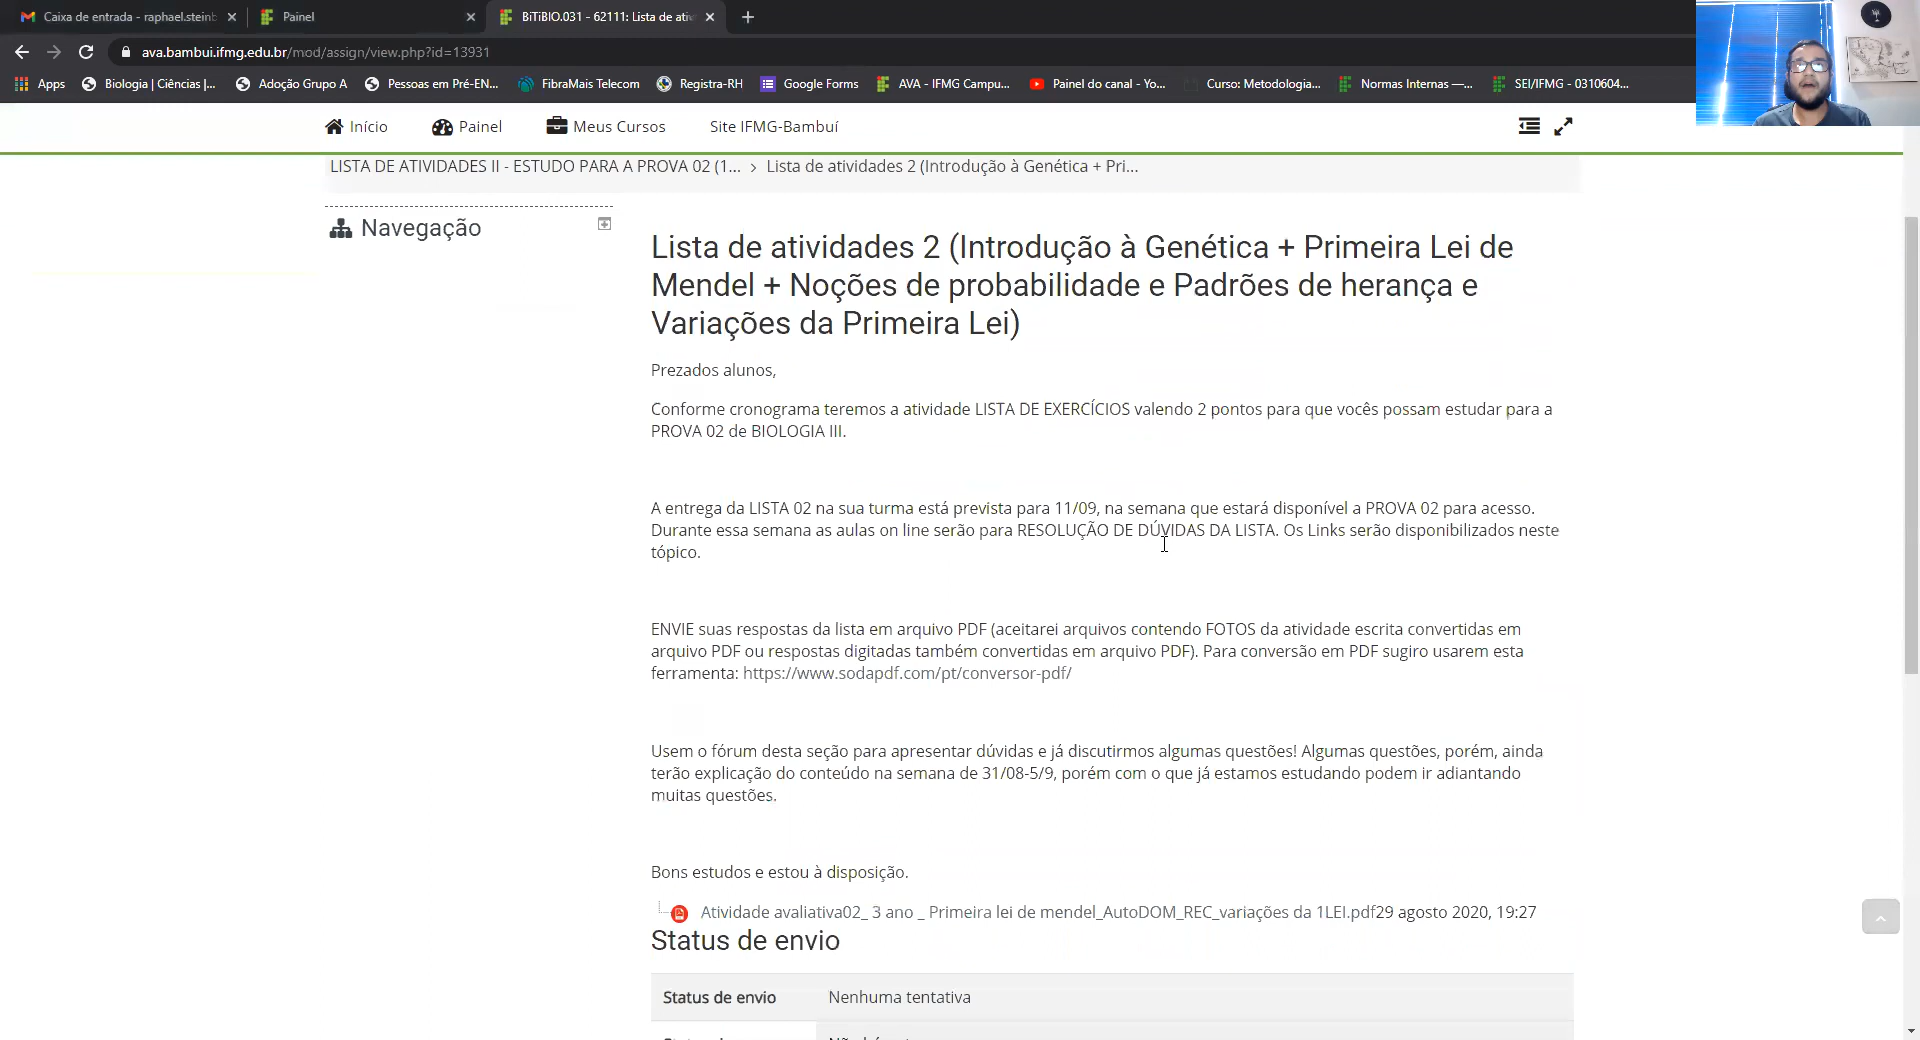 Caixa de entrada - raphael.steinb
Painel
BiTiBIO.031 - 62111: Lista de ativ
ava.bambui.ifmg.edu.br/mod/assign/view.php?id=13931
Apps
Biologia | Ciências |...
Adoção Grupo A
Pessoas em Pré-EN...
FibraMais Telecom
Registra-RH
Google Forms
AVA - IFMG Campu...
Painel do canal - Yo...
Curso: Metodologia...
Normas Internas —...
SEI/IFMG - 0310604...
Início
Painel
Meus Cursos
Site IFMG-Bambuí
LISTA DE ATIVIDADES II - ESTUDO PARA A PROVA 02 (1... › Lista de atividades 2 (Introdução à Genética + Pri...
Navegação
Lista de atividades 2 (Introdução à Genética + Primeira Lei de
Mendel + Noções de probabilidade e Padrões de herança e
Variações da Primeira Lei)
Prezados alunos,
Conforme cronograma teremos a atividade LISTA DE EXERCÍCIOS valendo 2 pontos para que vocês possam estudar para a
PROVA 02 de BIOLOGIA III.
A entrega da LISTA 02 na sua turma está prevista para 11/09, na semana que estará disponível a PROVA 02 para acesso.
Durante essa semana as aulas on line serão para RESOLUÇÃO DE DÚVIDAS DA LISTA. Os Links serão disponibilizados neste
tópico.
ENVIE suas respostas da lista em arquivo PDF (aceitarei arquivos contendo FOTOS da atividade escrita convertidas em
arquivo PDF ou respostas digitadas também convertidas em arquivo PDF). Para conversão em PDF sugiro usarem esta
ferramenta: https://www.sodapdf.com/pt/conversor-pdf/
Usem o fórum desta seção para apresentar dúvidas e já discutirmos algumas questões! Algumas questões, porém, ainda
terão explicação do conteúdo na semana de 31/08-5/9, porém com o que já estamos estudando podem ir adiantando
muitas questões.
Bons estudos e estou à disposição.
Atividade avaliativa02_ 3 ano _ Primeira lei de mendel_AutoDOM_REC_variações da 1LEI.pdf29 agosto 2020, 19:27
Status de envio
Status de envio
Nenhuma tentativa